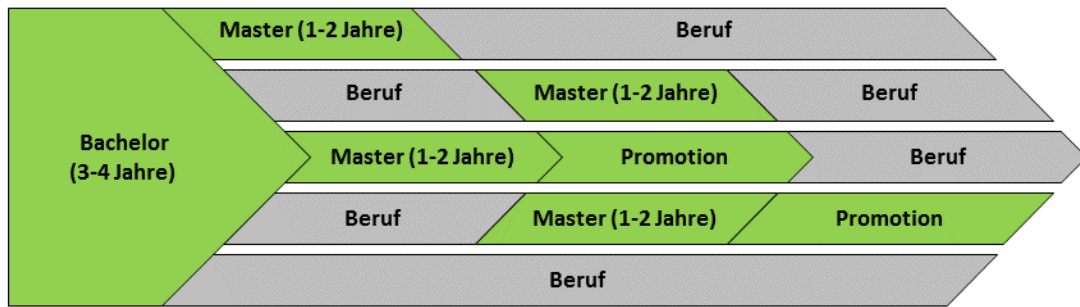 Master (1-2 Jahre) Beruf
Beruf Master (1-2 Jahre) Beruf
Bachelor
(3-4 Jahre)
Master (1-2 Jahre) Promotion Beruf
Beruf Master (1-2 Jahre) Promotion
Beruf